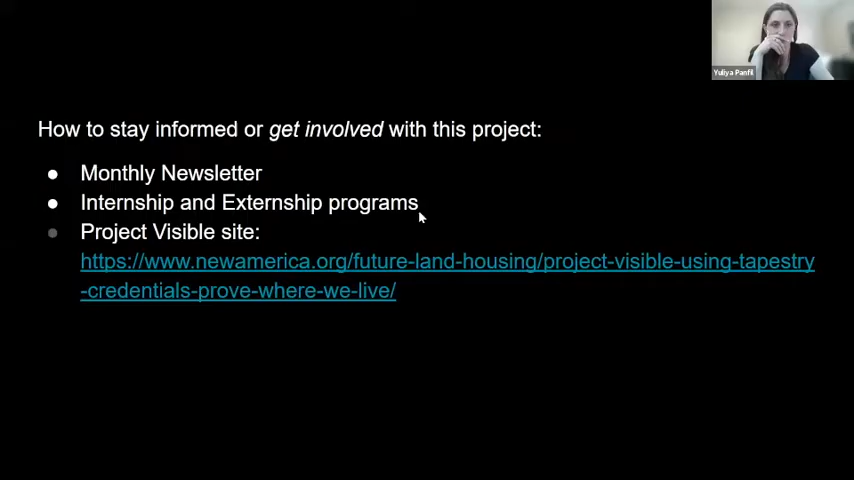 Yuliya Panfil
How to stay informed or get involved with this project:
● Monthly Newsletter
● Internship and Externship programs
● Project Visible site:
https://www.newamerica.org/future-land-housing/project-visible-using-tapestry
-credentials-prove-where-we-live/